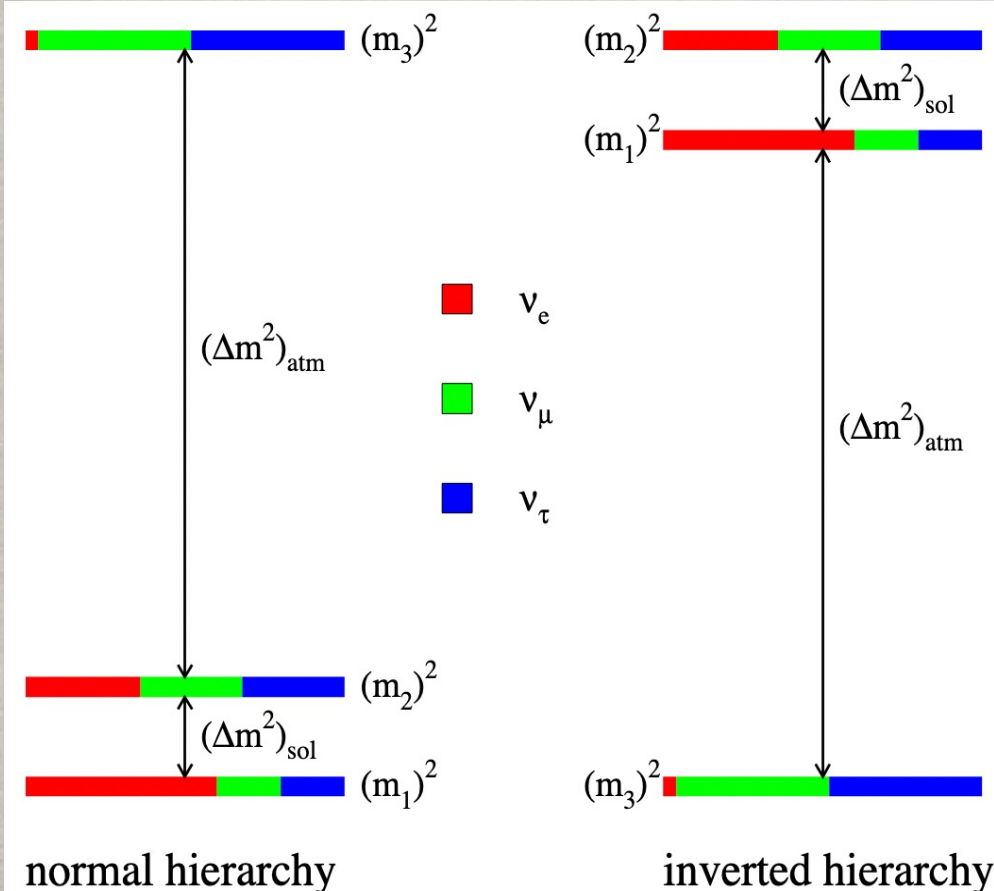 (m₃)²
(Δm²)atm
(m₂)²
(Δm²)sol
(m₁)²
normal hierarchy
νe
νμ
ντ
(m₂)²
(Δm²)sol
(m₁)²
(Δm²)atm
(m₃)²
inverted hierarchy